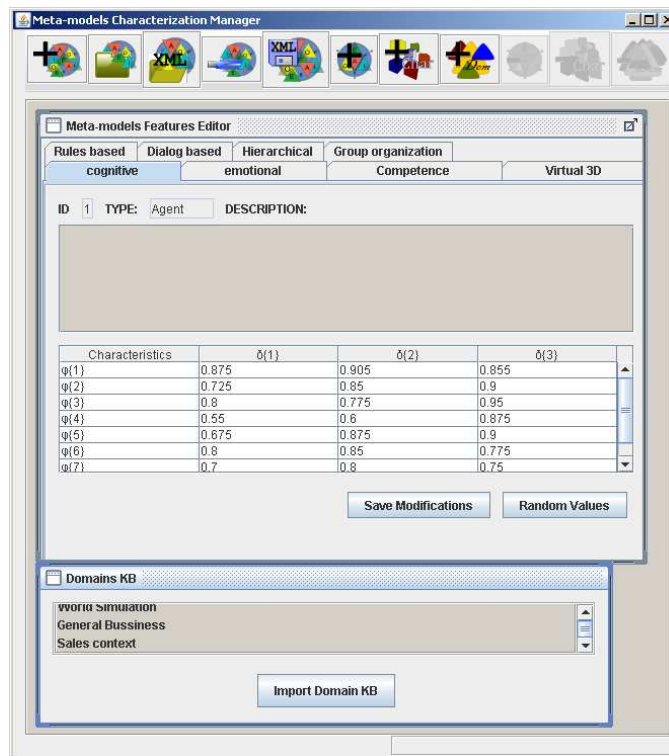 Meta-models Characterization Manager
XML
XML
Dom
Meta-models Features Editor
Rules based Dialog based Hierarchical Group organization
cognitive emotional Competence Virtual 3D
ID 1 TYPE: Agent DESCRIPTION:
Characteristics δ{1} δ{2} δ{3}
φ{1} 0.875 0.905 0.855
φ{2} 0.725 0.85 0.9
φ{3} 0.8 0.775 0.95
φ{4} 0.55 0.6 0.875
φ{5} 0.675 0.875 0.9
φ{6} 0.8 0.85 0.775
φ{7} 0.7 0.8 0.75
Save Modifications Random Values
Domains KB
World Simulation
General Bussiness
Sales context
Import Domain KB